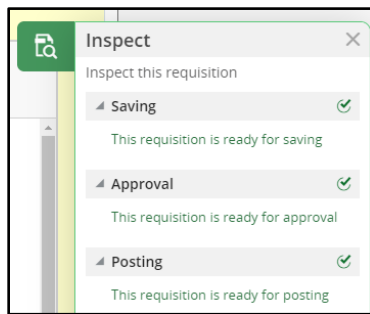 Inspect
Inspect this requisition
Saving
This requisition is ready for saving
Approval
This requisition is ready for approval
Posting
This requisition is ready for posting